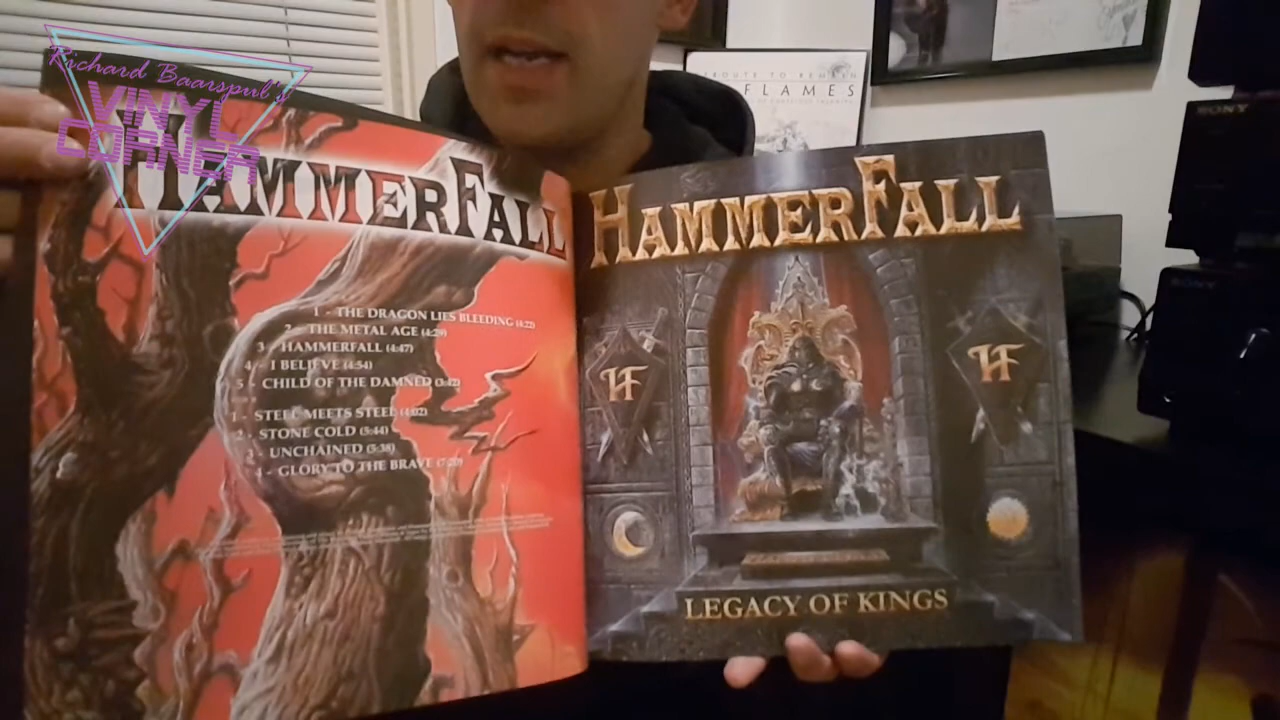 Richard Baarspul's
VINYL
CORNER
HAMMERFALL
1 - THE DRAGON LIES BLEEDING (4:22)
2 - THE METAL AGE (4:29)
3 - HAMMERFALL (4:47)
4 - I BELIEVE (4:54)
5 - CHILD OF THE DAMNED (3:42)
1 - STEEL MEETS STEEL (4:02)
2 - STONE COLD (5:44)
3 - UNCHAINED (5:38)
4 - GLORY TO THE BRAVE (7:20)
HAMMERFALL
HF
HF
LEGACY OF KINGS
TO
FLAMES
SONY
SONY